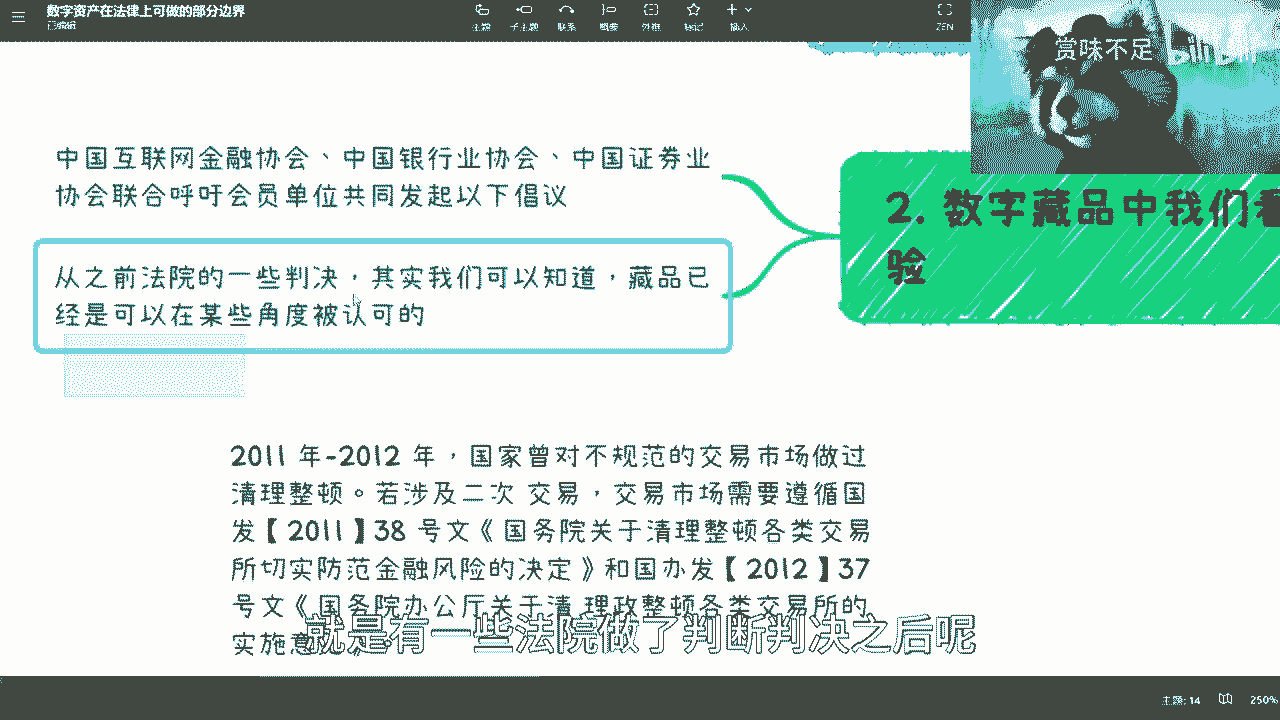 数字资产在法律上可做的部分边界
已编辑
主题
子主题
联系
概要
外框
标记
插入
ZEN
赏味不足
bilibili
中国互联网金融协会、中国银行业协会、中国证券业
协会联合呼吁会员单位共同发起以下倡议
2. 数字藏品中我们看
验
从之前法院的一些判决，其实我们可以知道，藏品已
经是可以在某些角度被认可的
2011 年-2012 年，国家曾对不规范的交易市场做过
清理整顿。若涉及二次 交易，交易市场需要遵循国
发【2011】38 号文《国务院关于清理整顿各类交易
所切实防范金融风险的决定》和国办发【2012】37
号文《国务院办公厅关于清 理政整顿各类交易所的
实施意
就是有一些法院做了判断判决之后呢
主题: 14
250%